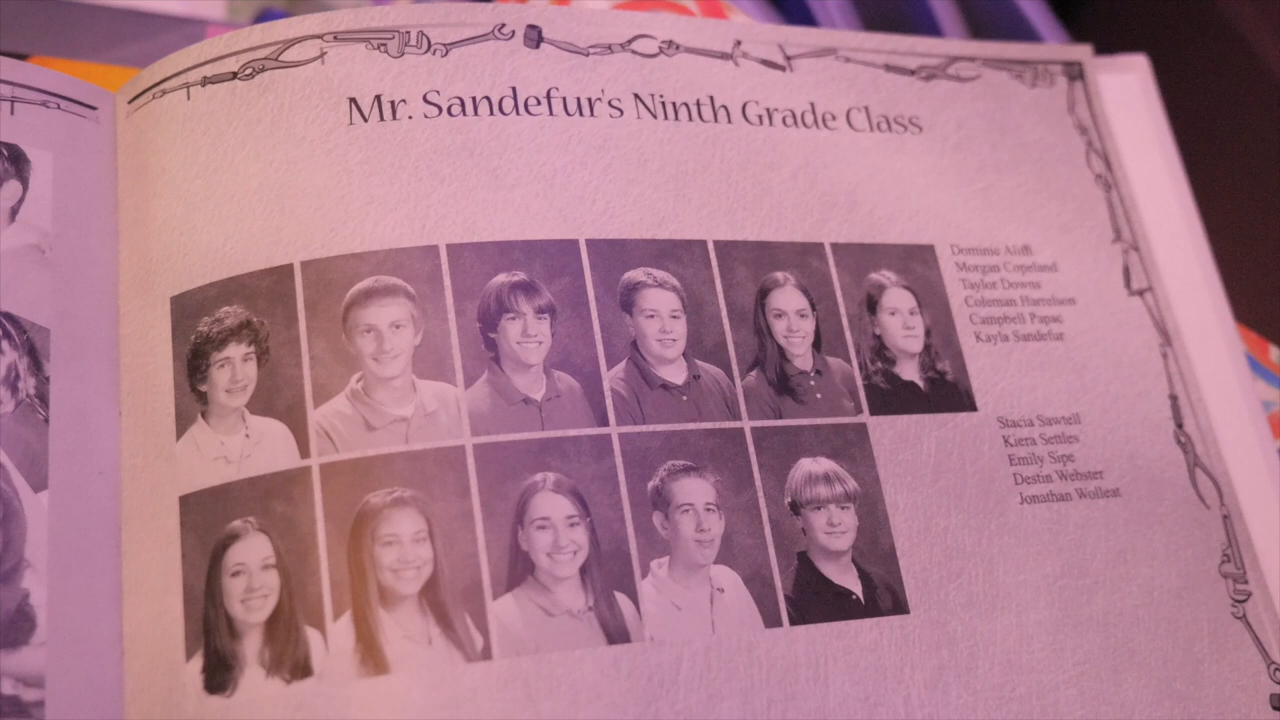 Mr. Sandefur's Ninth Grade Class
Dominic Aliffi
Morgan Copeland
Taylor Downs
Coleman Harrelson
Campbell Papac
Kayla Sandefur
Stacia Sawtell
Kiera Settles
Emily Sipe
Destin Webster
Jonathan Wolleat